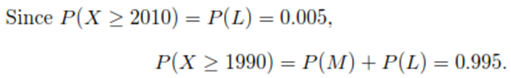 Since P(X ≥ 2010) = P(L) = 0.005,
P(X ≥ 1990) = P(M) + P(L) = 0.995.